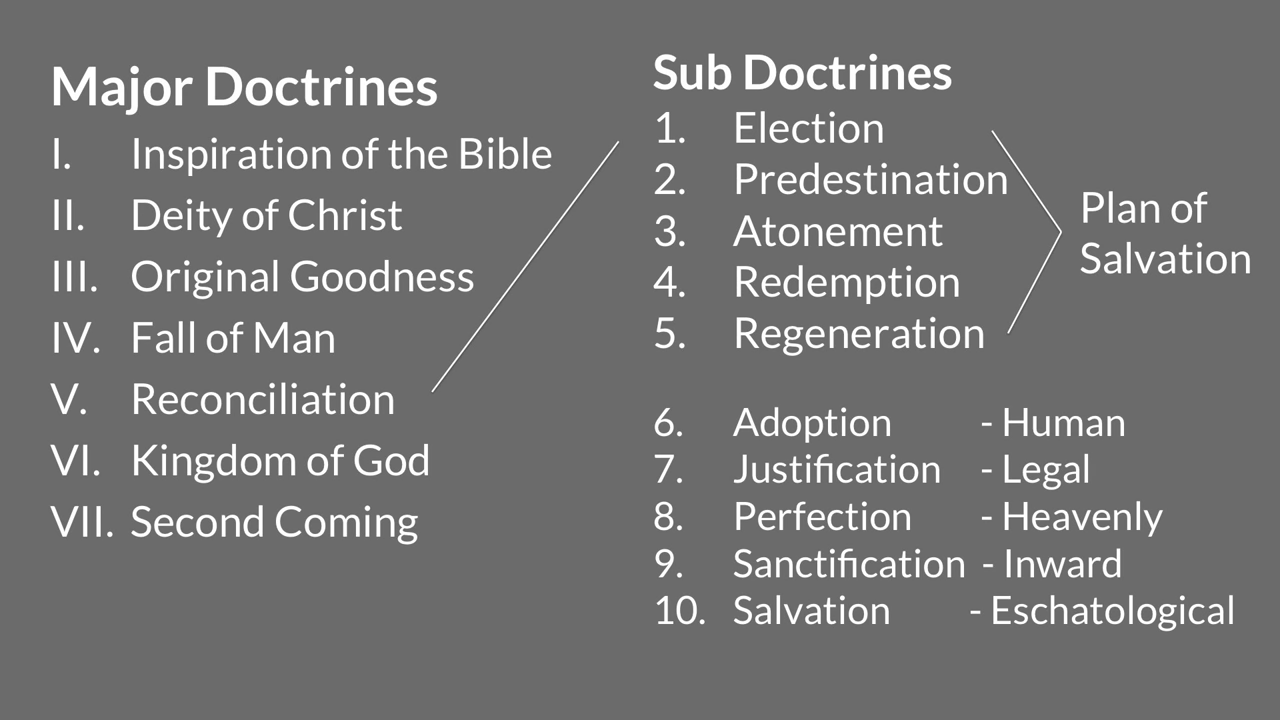 Major Doctrines
I. Inspiration of the Bible
II. Deity of Christ
III. Original Goodness
IV. Fall of Man
V. Reconciliation
VI. Kingdom of God
VII. Second Coming
Sub Doctrines
1. Election
2. Predestination
3. Atonement
4. Redemption
5. Regeneration
Plan of
Salvation
6. Adoption - Human
7. Justification - Legal
8. Perfection - Heavenly
9. Sanctification - Inward
10. Salvation - Eschatological